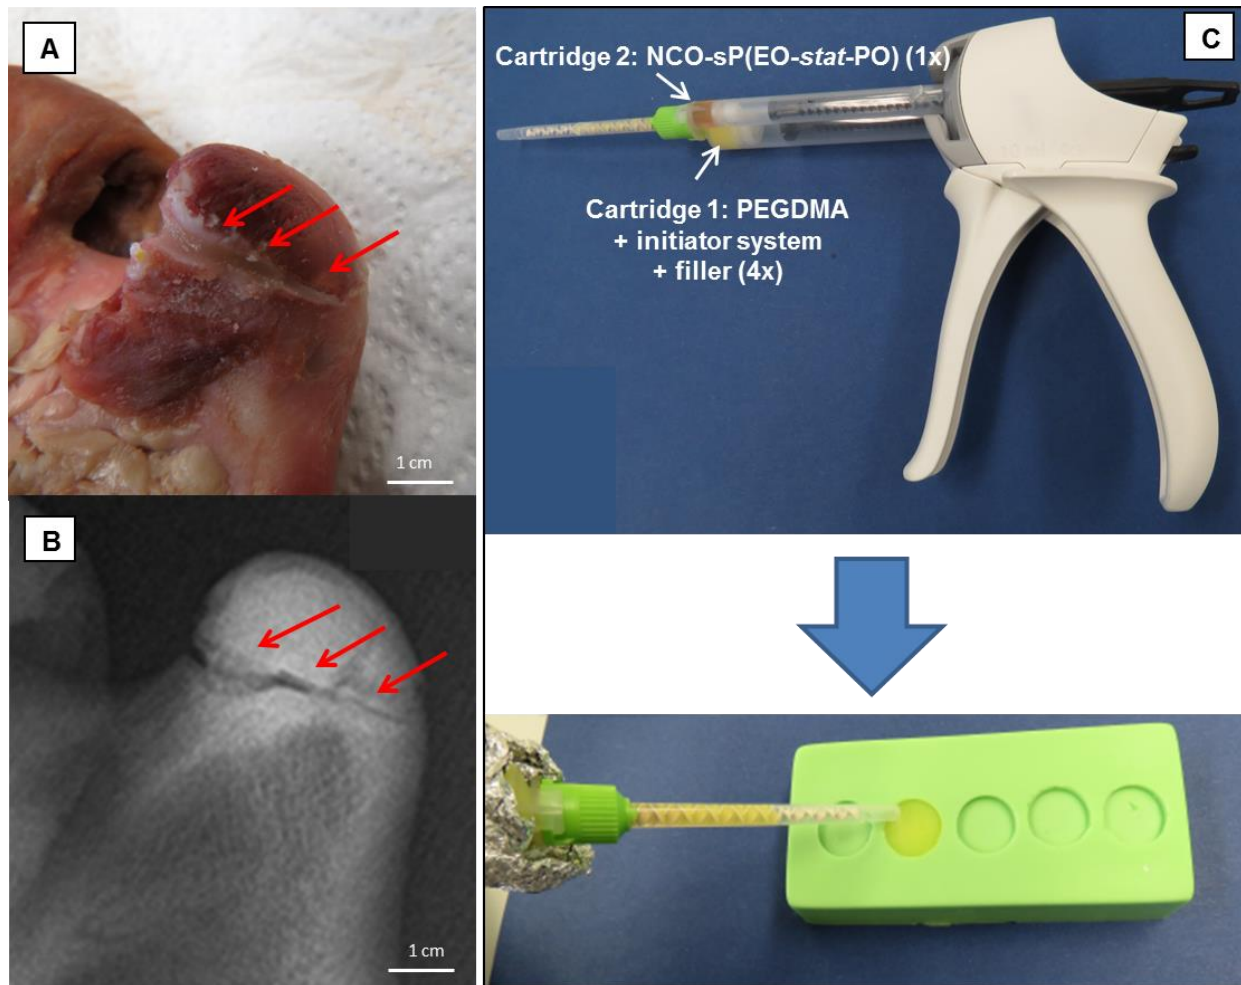 A
1 cm
B
1 cm
C
Cartridge 2: NCO-sP(EO-stat-PO) (1x)
Cartridge 1: PEGDMA
+ initiator system
+ filler (4x)